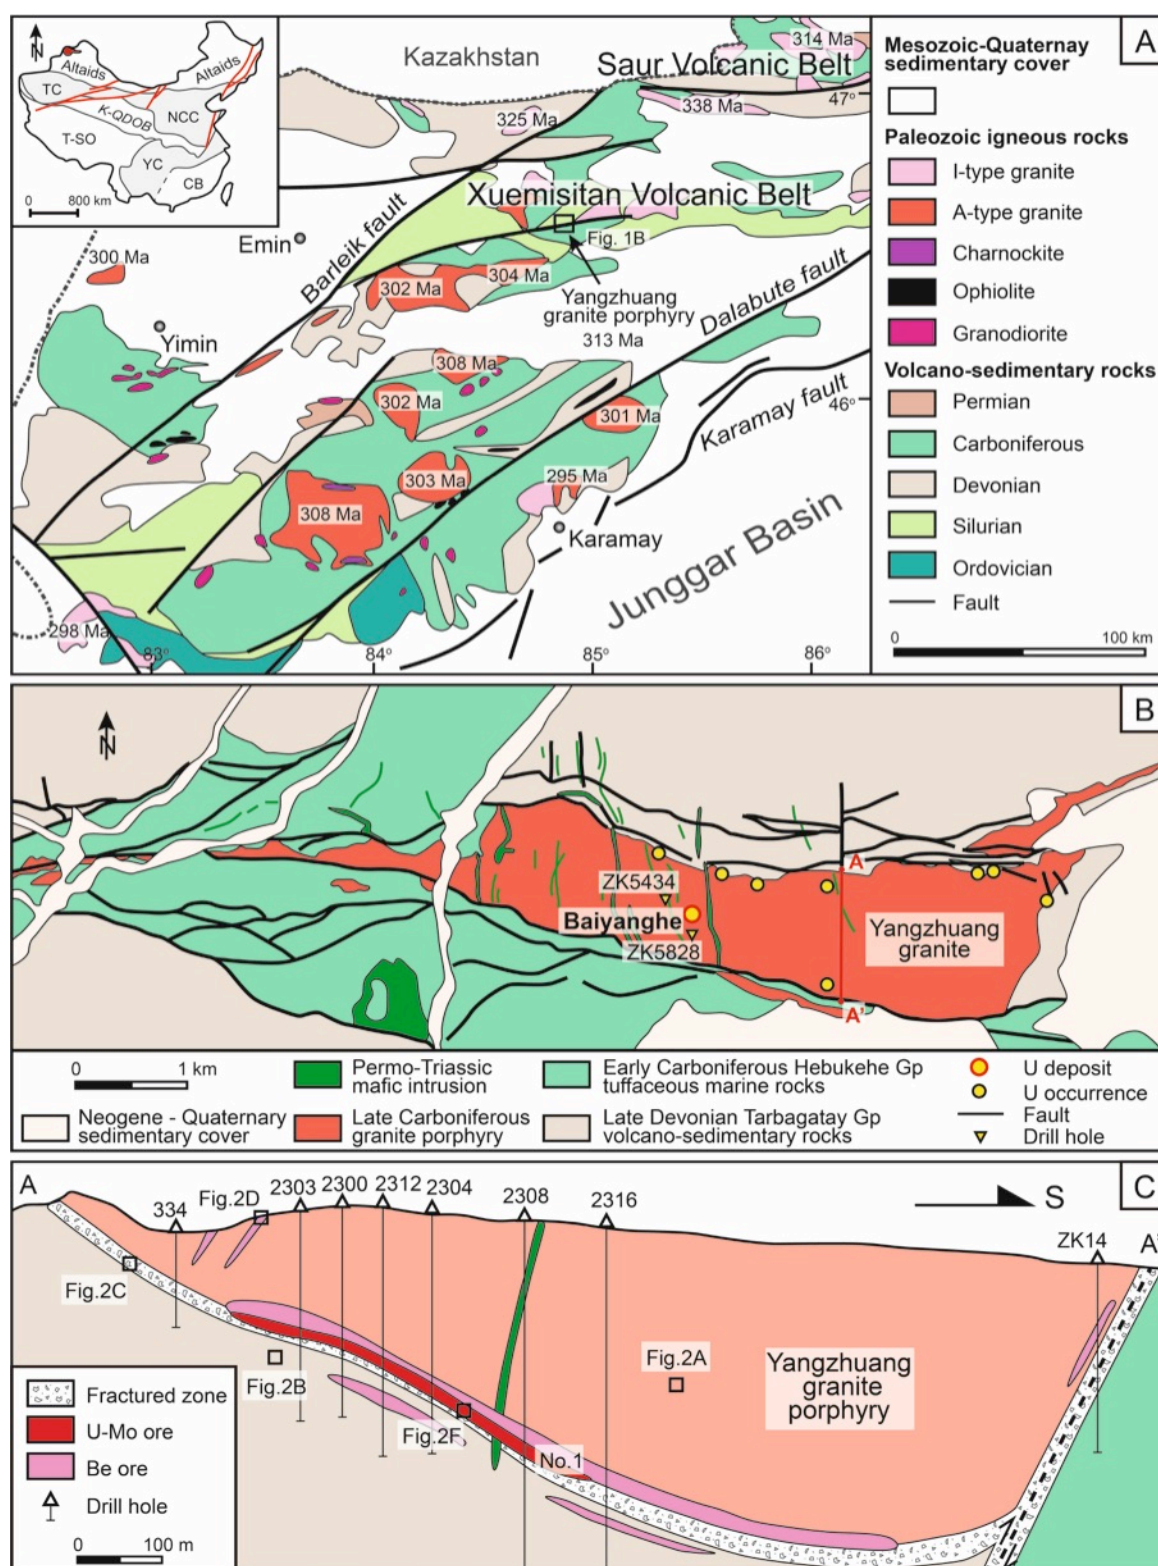 A
N
Altaids
Altaids
TC
K-QDOB
NCC
T-SO
YC
CB
0 800 km
Kazakhstan
314 Ma
Saur Volcanic Belt
47°
338 Ma
325 Ma
Xuemisitan Volcanic Belt
Fig. 1B
Barleik fault
Emin
300 Ma
302 Ma
304 Ma
Yangzhuang
granite porphyry
313 Ma
Dalabute fault
Yimin
308 Ma
302 Ma
301 Ma
46°
Karamay fault
303 Ma
295 Ma
308 Ma
Karamay
Junggar Basin
298 Ma
83°
84°
85°
86°
Mesozoic-Quaternay
sedimentary cover
Paleozoic igneous rocks
I-type granite
A-type granite
Charnockite
Ophiolite
Granodiorite
Volcano-sedimentary rocks
Permian
Carboniferous
Devonian
Silurian
Ordovician
Fault
0 100 km
B
N
ZK5434
Baiyanghe
ZK5828
A
Yangzhuang
granite
A'
0 1 km
Neogene - Quaternary
sedimentary cover
Permo-Triassic
mafic intrusion
Late Carboniferous
granite porphyry
Early Carboniferous Hebukehe Gp
tuffaceous marine rocks
Late Devonian Tarbagatay Gp
volcano-sedimentary rocks
U deposit
U occurrence
Fault
Drill hole
C
A
334
Fig.2D
2303
2300
2312
2304
2308
2316
S
ZK14
A'
Fig.2C
Fig.2B
Fig.2F
No.1
Fig.2A
Yangzhuang
granite
porphyry
Fractured zone
U-Mo ore
Be ore
Drill hole
0 100 m